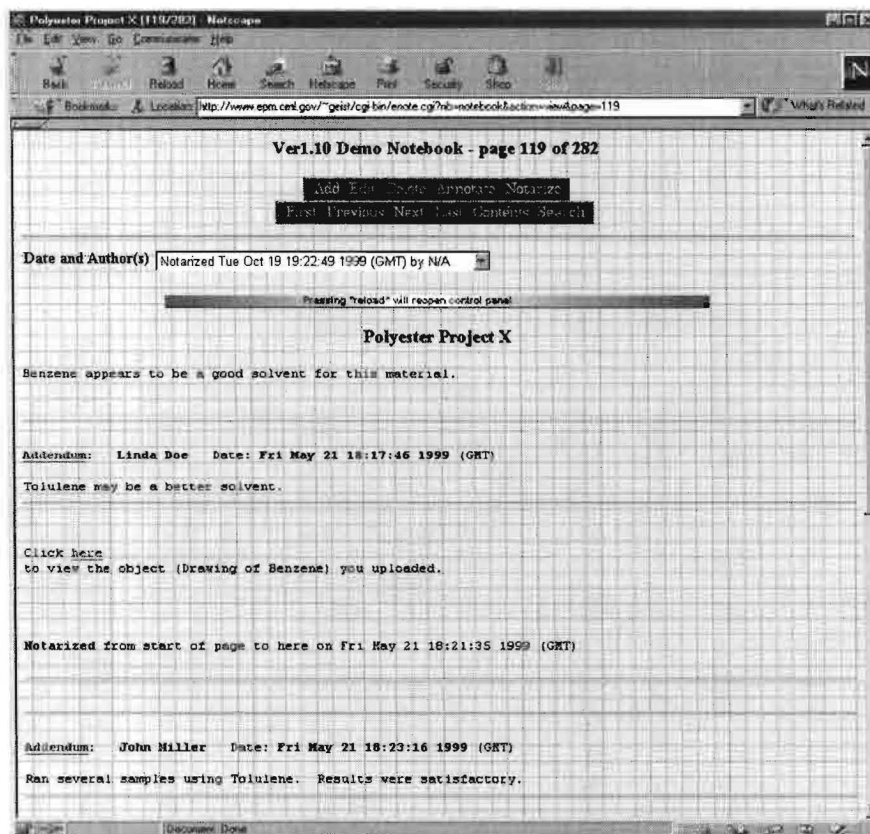 Polyester Project X [119/282] - Netscape
File Edit View Go Communicator Help
Back Reload Home Search Netscape Print Security Shop
Bookmarks Location: http://www.epm.ornl.gov/~geist/cgi-bin/enote.cgi?nb=notebook&action=view&page=119 What's Related
Ver1.10 Demo Notebook - page 119 of 282
Add Edit Delete Annotate Notarize
First Previous Next Last Contents Search
Date and Author(s) Notarized Tue Oct 19 19:22:49 1999 (GMT) by N/A
Pressing "reload" will reopen control panel
Polyester Project X
Benzene appears to be a good solvent for this material.
Addendum: Linda Doe Date: Fri May 21 18:17:46 1999 (GMT)
Tolulene may be a better solvent.
Click here
to view the object (Drawing of Benzene) you uploaded.
Notarized from start of page to here on Fri May 21 18:21:35 1999 (GMT)
Addendum: John Miller Date: Fri May 21 18:23:16 1999 (GMT)
Ran several samples using Tolulene. Results were satisfactory.
Document: Done